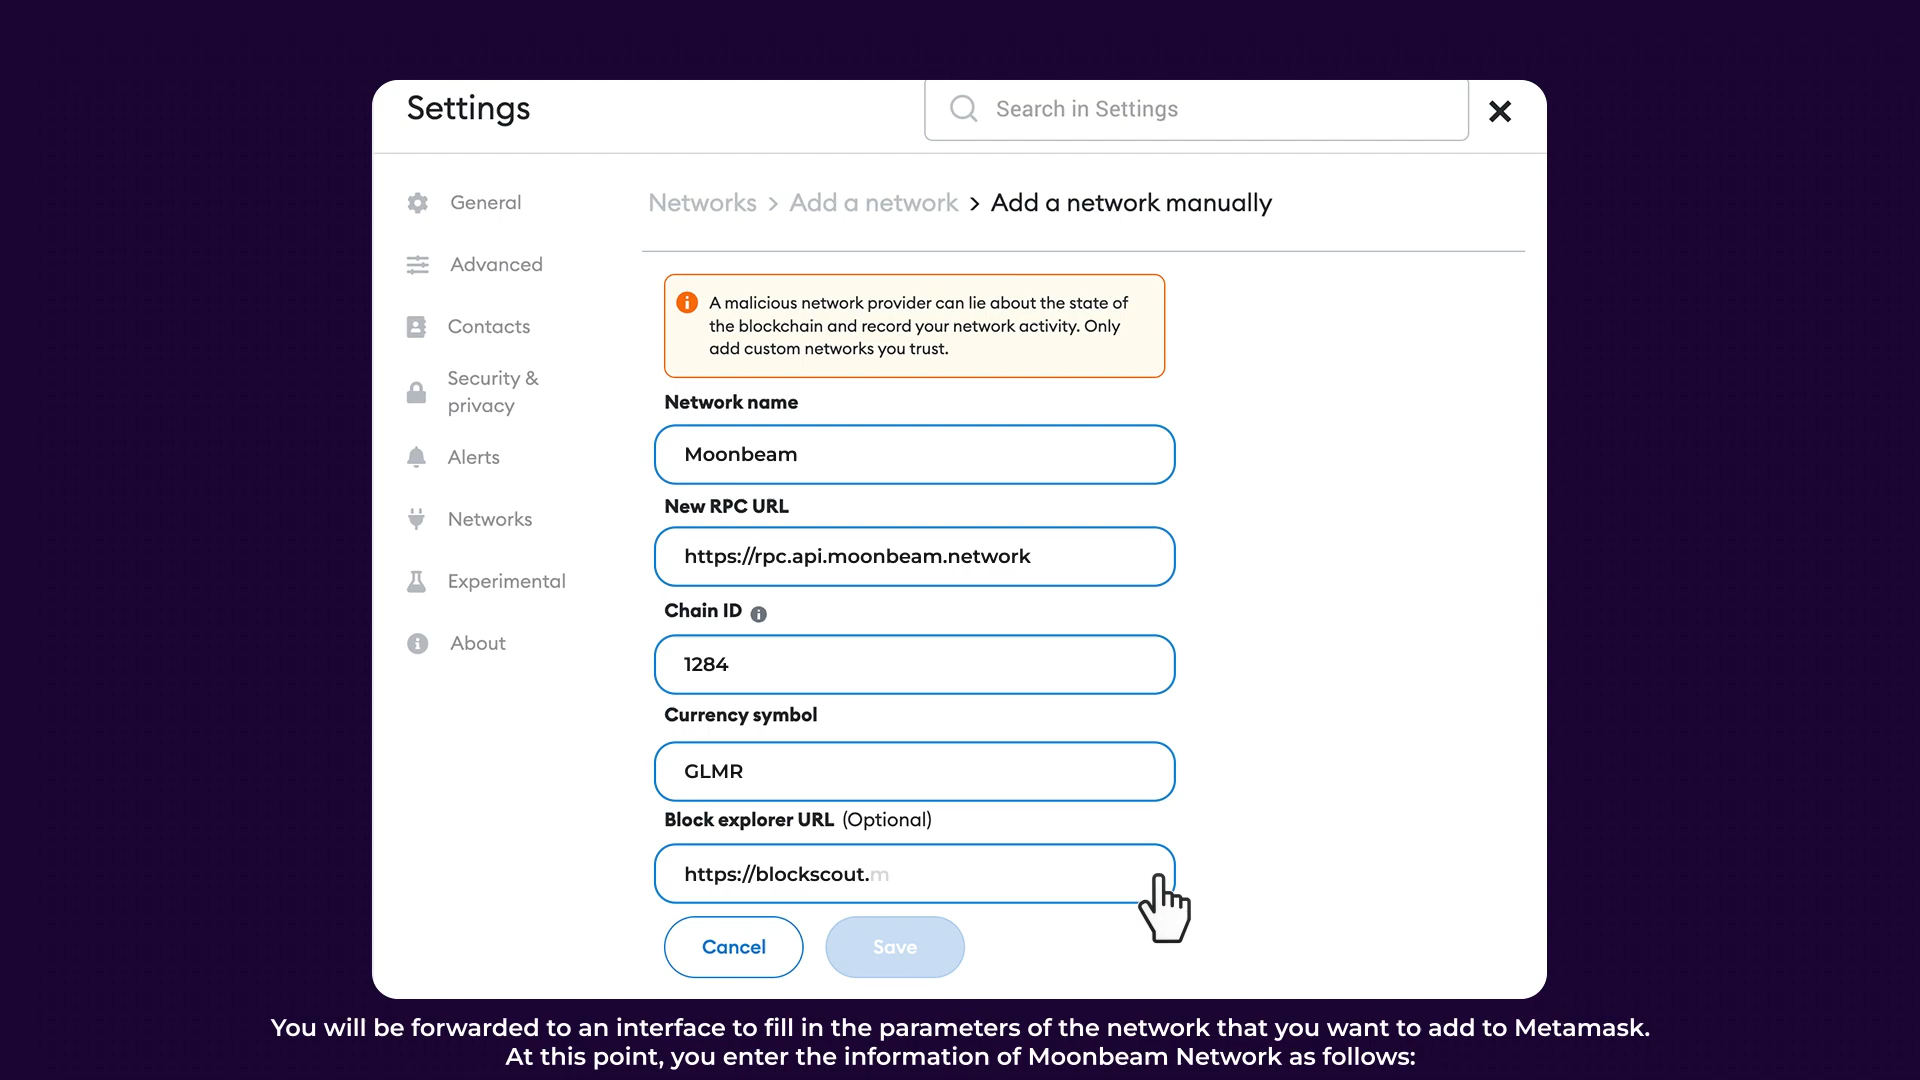 Settings
Search in Settings
General
Advanced
Contacts
Security &
privacy
Alerts
Networks
Experimental
About
Networks > Add a network > Add a network manually
A malicious network provider can lie about the state of
the blockchain and record your network activity. Only
add custom networks you trust.
Network name
Moonbeam
New RPC URL
https://rpc.api.moonbeam.network
Chain ID
1284
Currency symbol
GLMR
Block explorer URL (Optional)
https://blockscout.m
Cancel
Save
You will be forwarded to an interface to fill in the parameters of the network that you want to add to Metamask.
At this point, you enter the information of Moonbeam Network as follows: